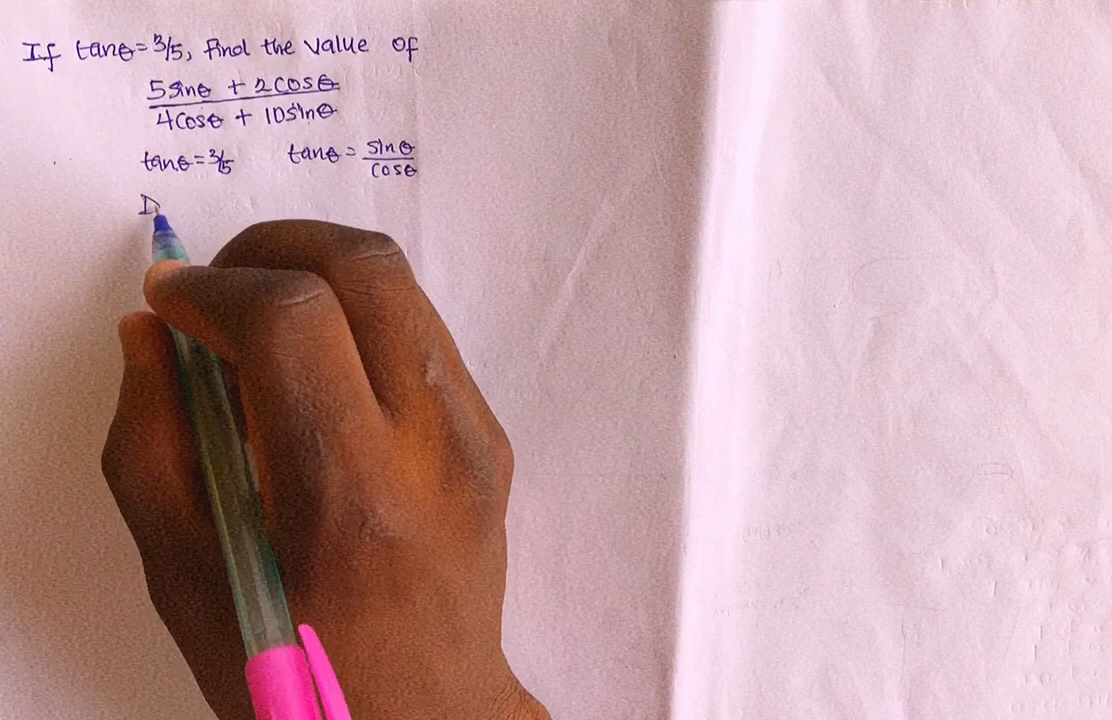 If tanθ = 3/5, find the value of
5sinθ + 2cosθ
4cosθ + 10sinθ
tanθ = 3/5 tanθ = sinθ
cosθ
D